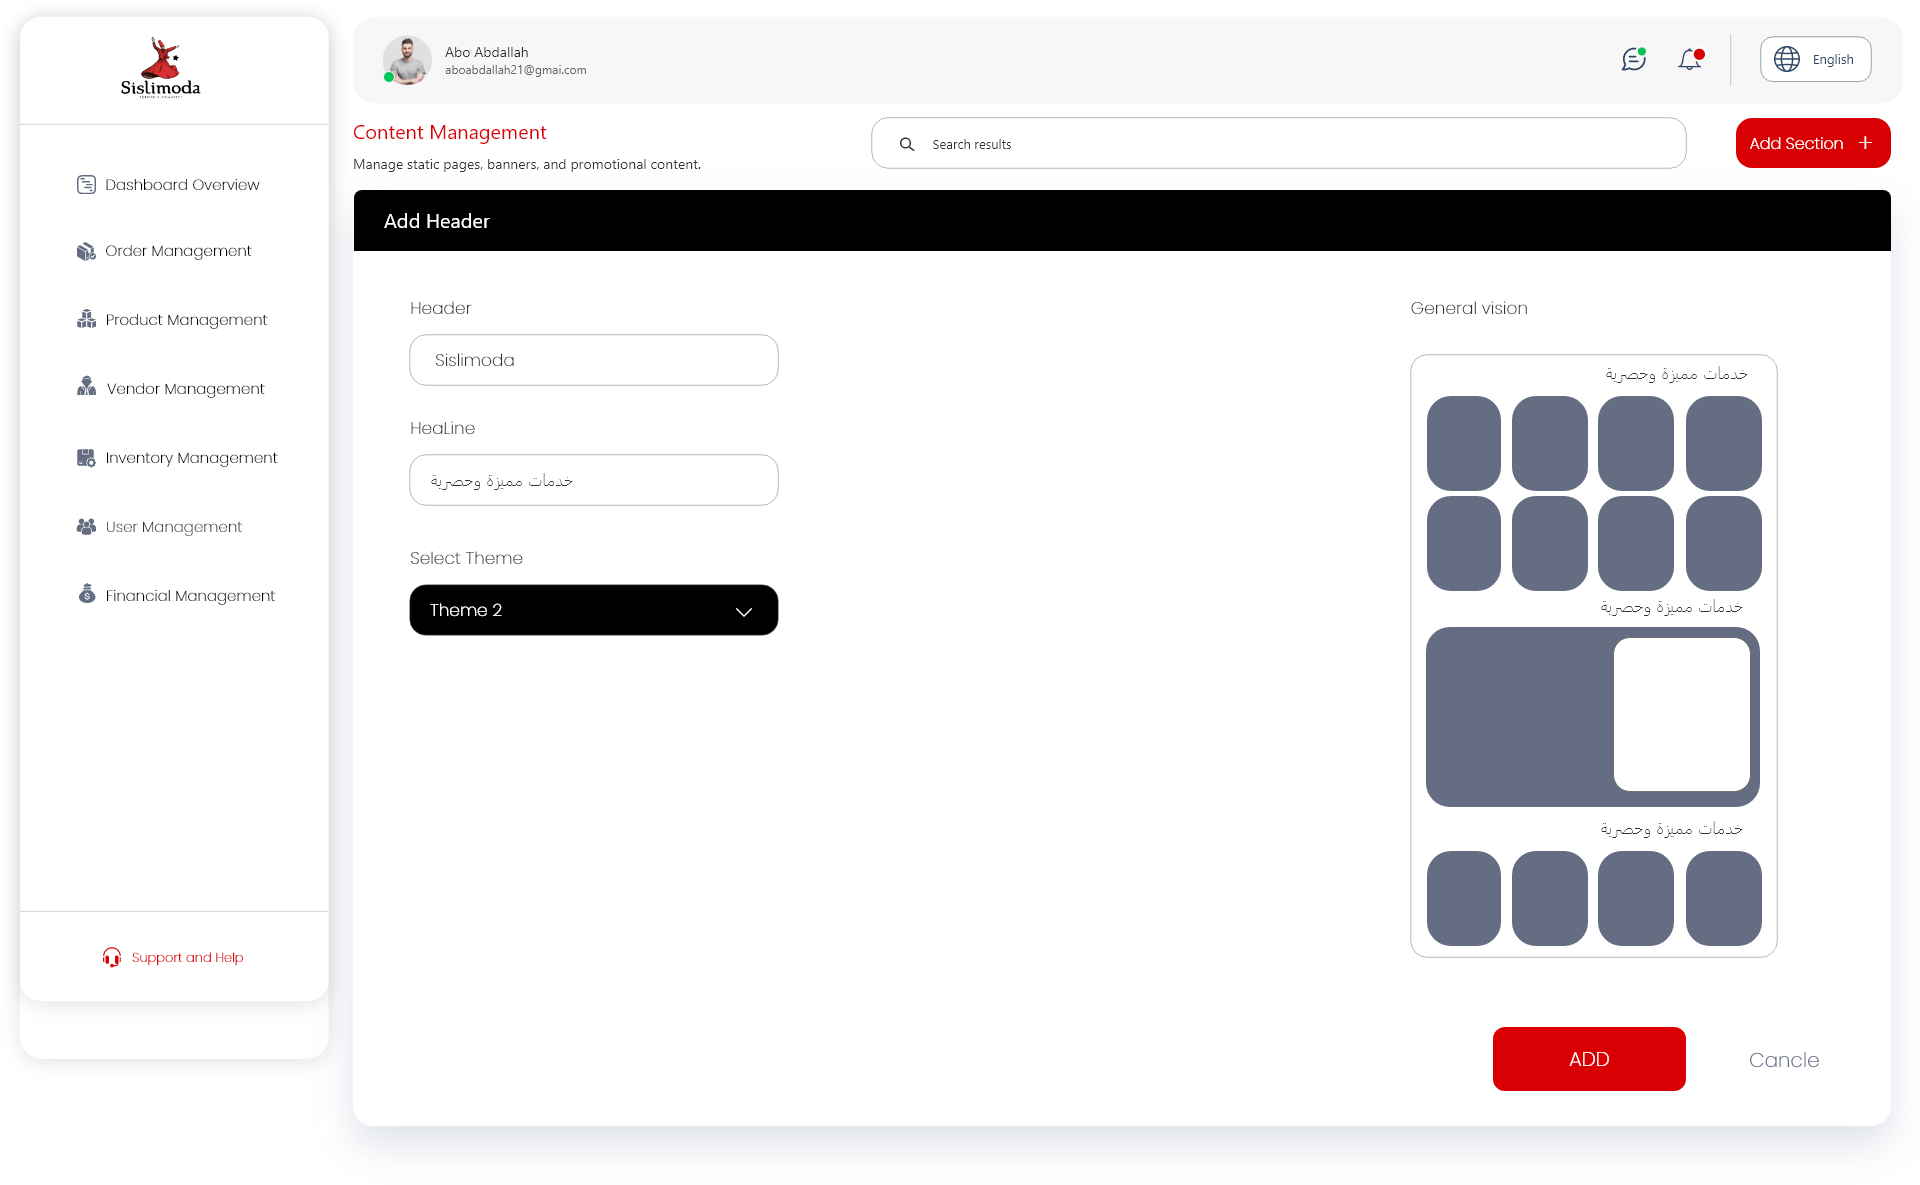 Sislimoda
Dashboard Overview
Order Management
Product Management
Vendor Management
Inventory Management
User Management
Financial Management
Support and Help
Abo Abdallah
aboabdallah21@gmai.com
English
Content Management
Manage static pages, banners, and promotional content.
Search results
Add Section +
Add Header
Header
Sislimoda
HeaLine
خدمات مميزة وحصرية
Select Theme
Theme 2
General vision
خدمات مميزة وحصرية
خدمات مميزة وحصرية
خدمات مميزة وحصرية
ADD
Cancle